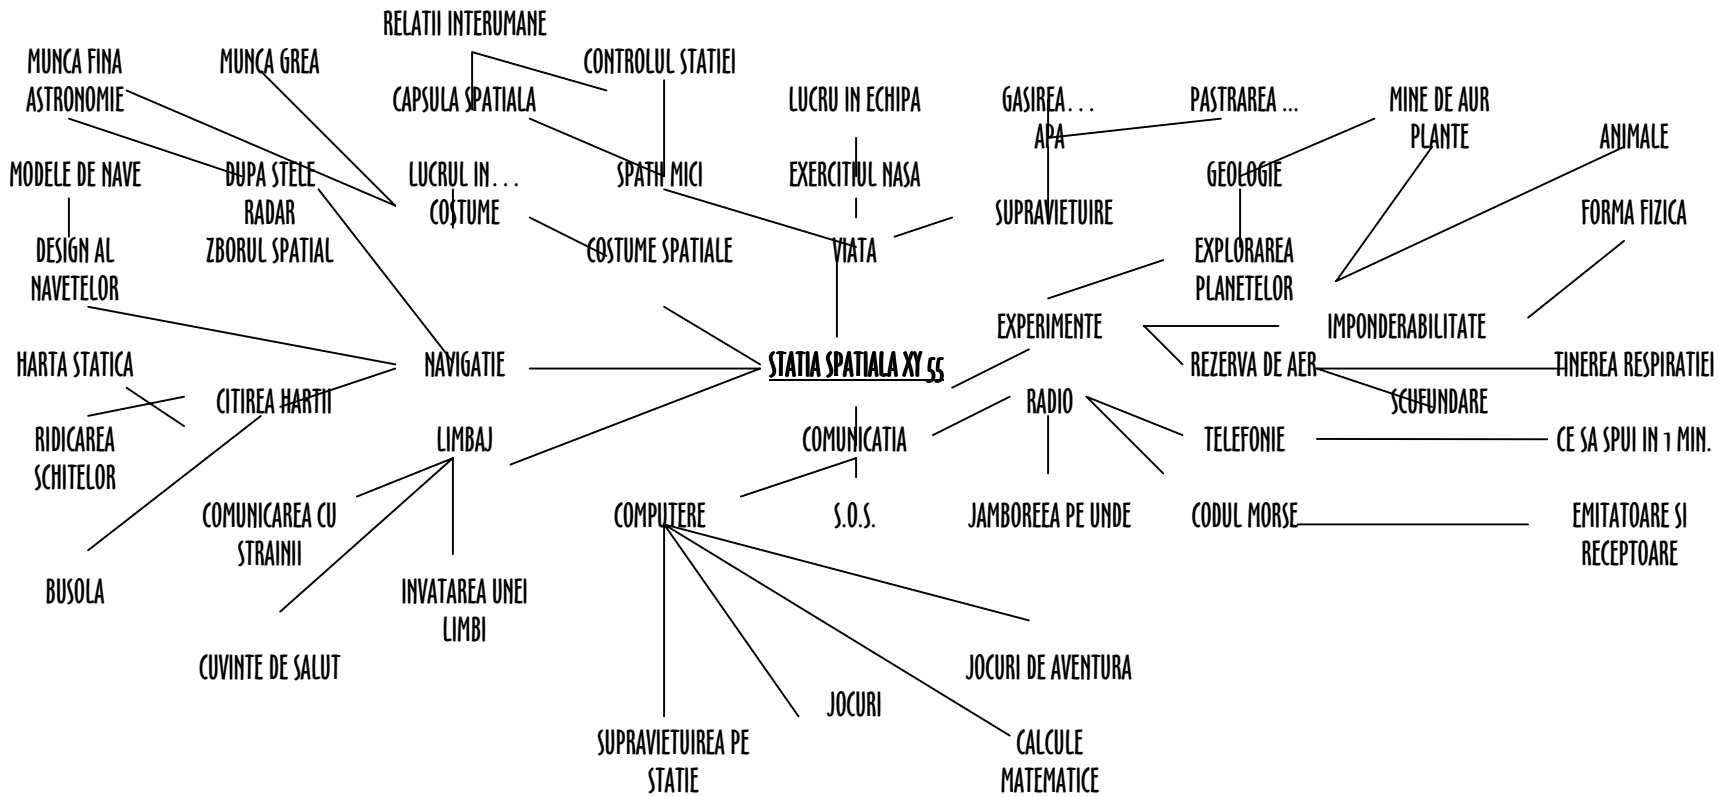 RELATII INTERUMANE
MUNCA FINA
MUNCA GREA
CONTROLUL STATIEI
ASTRONOMIE
CAPSULA SPATIALA
LUCRU IN ECHIPA
GASIREA...
PASTRAREA ...
MINE DE AUR
APA
PLANTE
ANIMALE
MODELE DE NAVE
DUPA STELE
LUCRUL IN...
SPATII MICI
EXERCITIUL NASA
GEOLOGIE
RADAR
COSTUME
SUPRAVIETUIRE
FORMA FIZICA
DESIGN AL
ZBORUL SPATIAL
COSTUME SPATIALE
VIATA
EXPLORAREA
NAVETELOR
PLANETELOR
EXPERIMENTE
IMPONDERABILITATE
HARTA STATICA
NAVIGATIE
STATIA SPATIALA XY 55
REZERVA DE AER
TINEREA RESPIRATIEI
CITIREA HARTII
RADIO
SCUFUNDARE
RIDICAREA
LIMBAJ
COMUNICATIA
TELEFONIE
CE SA SPUI IN 1 MIN.
SCHITELOR
COMUNICAREA CU
COMPUTERE
S.O.S.
JAMBOREEA PE UNDE
CODUL MORSE
EMITATOARE SI
STRAINII
RECEPTOARE
BUSOLA
INVATAREA UNEI
LIMBI
CUVINTE DE SALUT
JOCURI DE AVENTURA
JOCURI
SUPRAVIETUIREA PE
CALCULE
STATIE
MATEMATICE